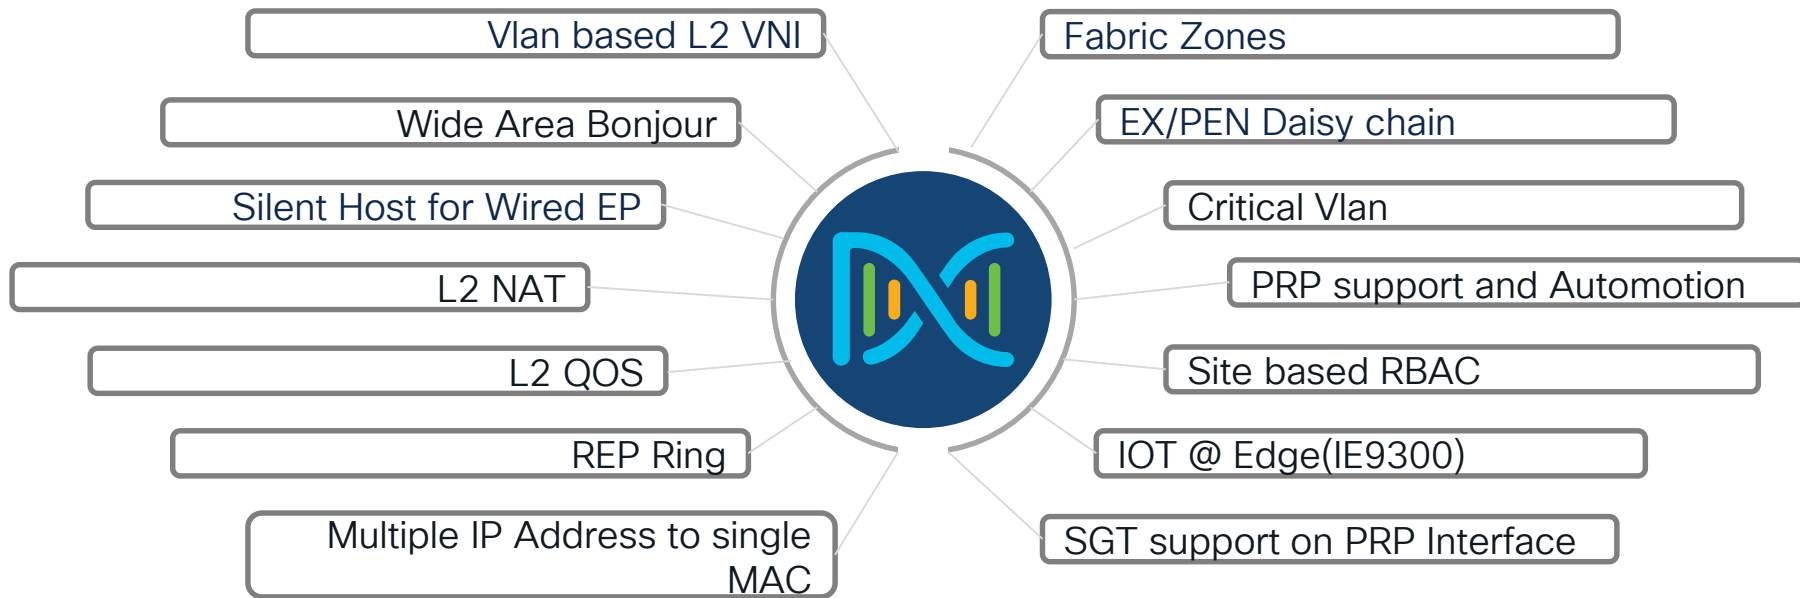 Vlan based L2 VNI
Wide Area Bonjour
Silent Host for Wired EP
L2 NAT
L2 QOS
REP Ring
Multiple IP Address to single
MAC
Fabric Zones
EX/PEN Daisy chain
Critical Vlan
PRP support and Automotion
Site based RBAC
IOT @ Edge(IE9300)
SGT support on PRP Interface